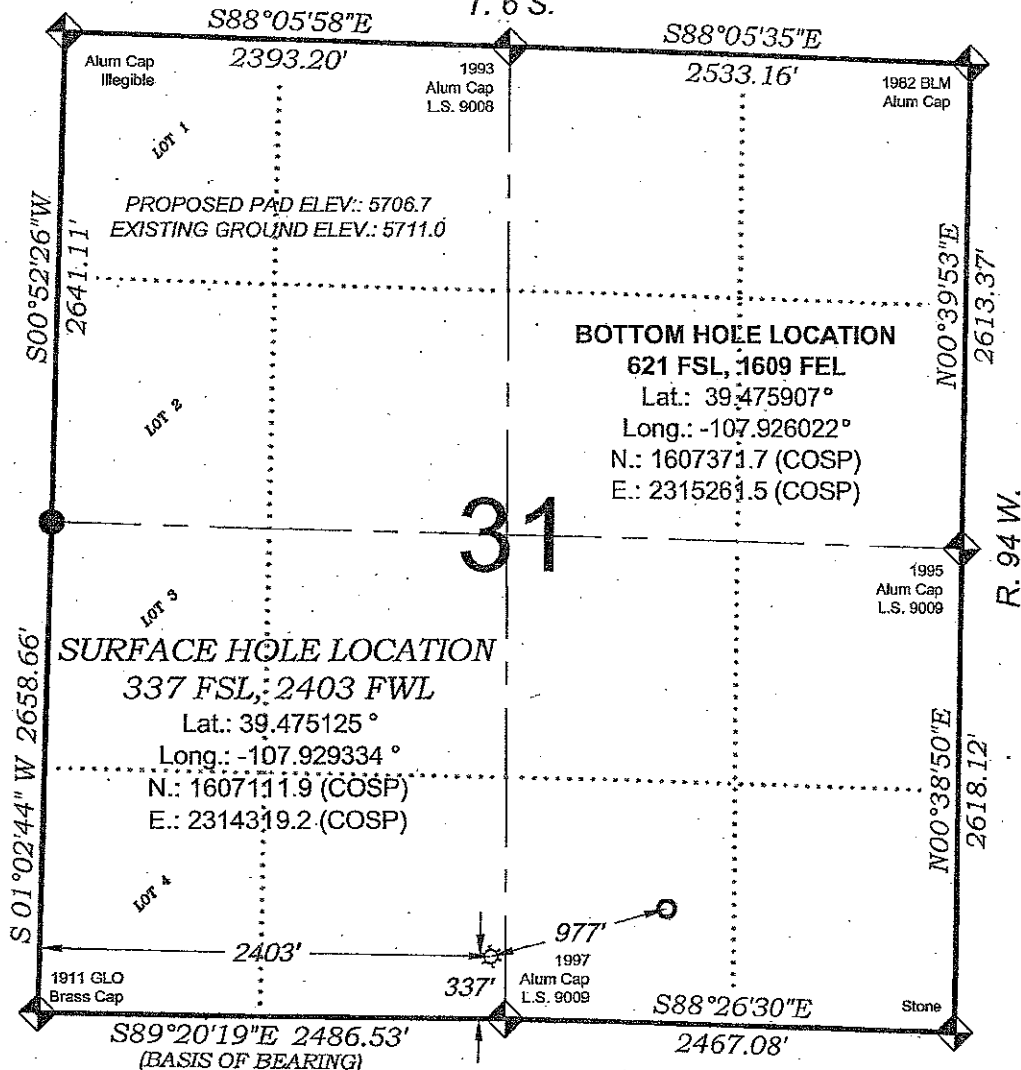 T. 6 S.
S88°05'58"E
2393.20'
S88°05'35"E
2533.16'
Alum Cap
Illegible
1993
Alum Cap
L.S. 9008
1982 BLM
Alum Cap
LOT 1
PROPOSED PAD ELEV.: 5706.7
EXISTING GROUND ELEV.: 5711.0
S00°52'26"W
2641.11'
N00°39'53"E
2613.37'
BOTTOM HOLE LOCATION
621 FSL, 1609 FEL
Lat.: 39.475907°
Long.: -107.926022°
N.: 1607371.7 (COSP)
E.: 2315261.5 (COSP)
LOT 2
31
R. 94 W.
1995
Alum Cap
L.S. 9009
LOT 3
SURFACE HOLE LOCATION
337 FSL, 2403 FWL
Lat.: 39.475125 °
Long.: -107.929334 °
N.: 1607111.9 (COSP)
E.: 2314319.2 (COSP)
S 01°02'44" W 2658.66'
N00°38'50"E
2618.12'
LOT 4
2403'
977'
337'
1911 GLO
Brass Cap
1997
Alum Cap
L.S. 9009
Stone
S89°20'19"E 2486.53'
(BASIS OF BEARING)
S88°26'30"E
2467.08'